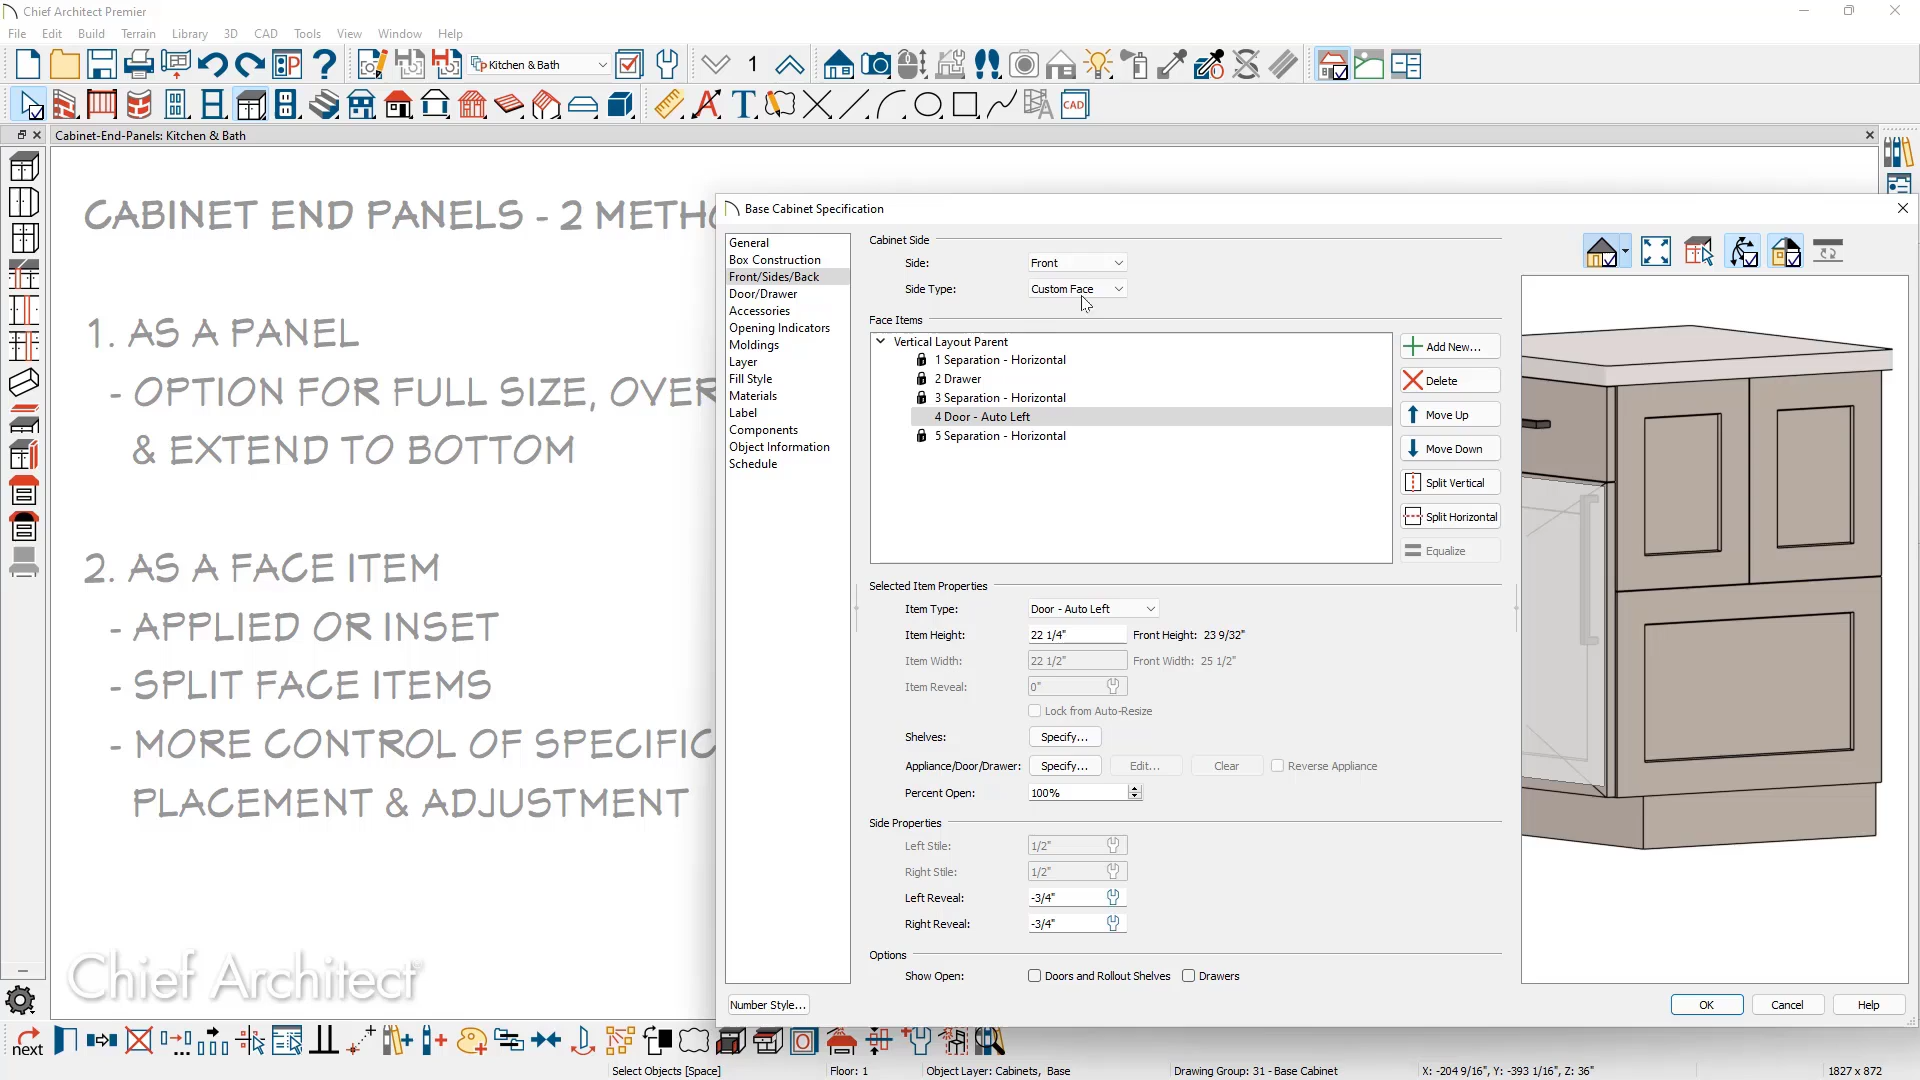 Chief Architect Premier
File Edit Build Terrain Library 3D CAD Tools View Window Help
Kitchen & Bath
1
T
CAD
Cabinet-End-Panels: Kitchen & Bath
CABINET END PANELS - 2 METHO
1. AS A PANEL
- OPTION FOR FULL SIZE, OVER
& EXTEND TO BOTTOM
2. AS A FACE ITEM
- APPLIED OR INSET
- SPLIT FACE ITEMS
- MORE CONTROL OF SPECIFIC
PLACEMENT & ADJUSTMENT
Chief Architect
Base Cabinet Specification
General
Box Construction
Front/Sides/Back
Door/Drawer
Accessories
Opening Indicators
Moldings
Layer
Fill Style
Materials
Label
Components
Object Information
Schedule
Number Style...
Cabinet Side
Side: Front
Side Type: Custom Face
Face Items
Vertical Layout Parent
1 Separation - Horizontal
2 Drawer
3 Separation - Horizontal
4 Door - Auto Left
5 Separation - Horizontal
Add New...
Delete
Move Up
Move Down
Split Vertical
Split Horizontal
Equalize
Selected Item Properties
Item Type: Door - Auto Left
Item Height: 22 1/4" Front Height: 23 9/32"
Item Width: 22 1/2" Front Width: 25 1/2"
Item Reveal: 0"
Lock from Auto-Resize
Shelves: Specify...
Appliance/Door/Drawer: Specify... Edit... Clear Reverse Appliance
Percent Open: 100%
Side Properties
Left Stile: 1/2"
Right Stile: 1/2"
Left Reveal: -3/4"
Right Reveal: -3/4"
Options
Show Open: Doors and Rollout Shelves Drawers
OK Cancel Help
next
Select Objects [Space] Floor: 1 Object Layer: Cabinets, Base Drawing Group: 31 - Base Cabinet X: -204 9/16", Y: -393 1/16", Z: 36" 1827 x 872